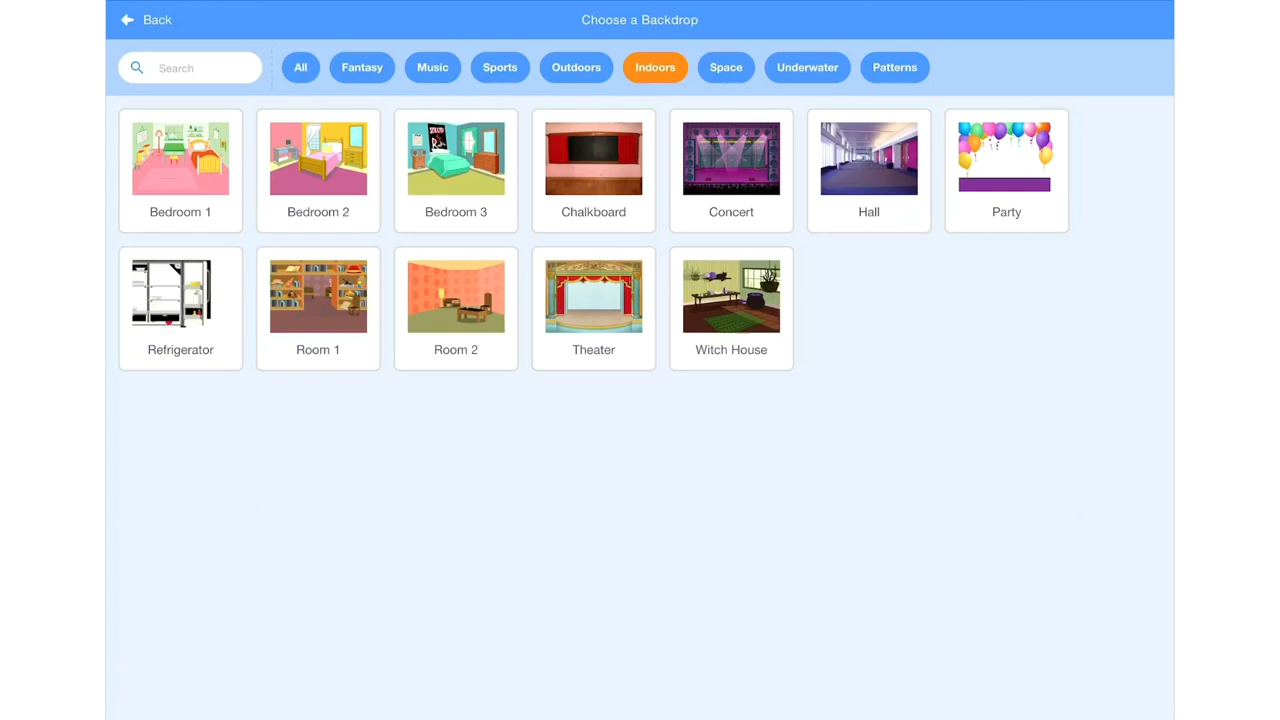 Back
Choose a Backdrop
Search
All Fantasy Music Sports Outdoors Indoors Space Underwater Patterns
Bedroom 1 Bedroom 2 Bedroom 3 Chalkboard Concert Hall Party
Refrigerator Room 1 Room 2 Theater Witch House